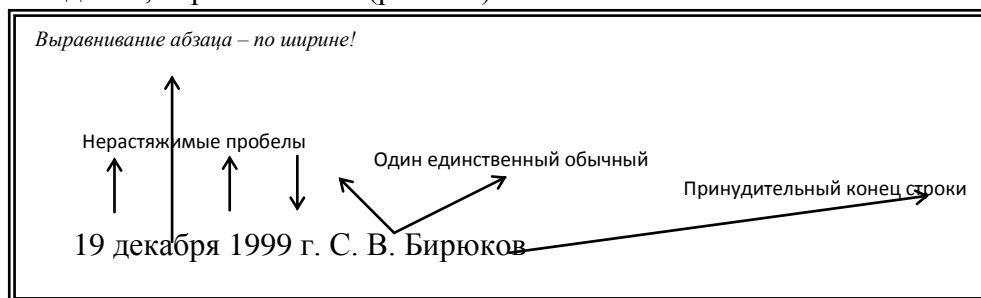 Выравнивание абзаца – по ширине!
Нерастяжимые пробелы
Один единственный обычный
Принудительный конец строки
19 декабря 1999 г. С. В. Бирюков